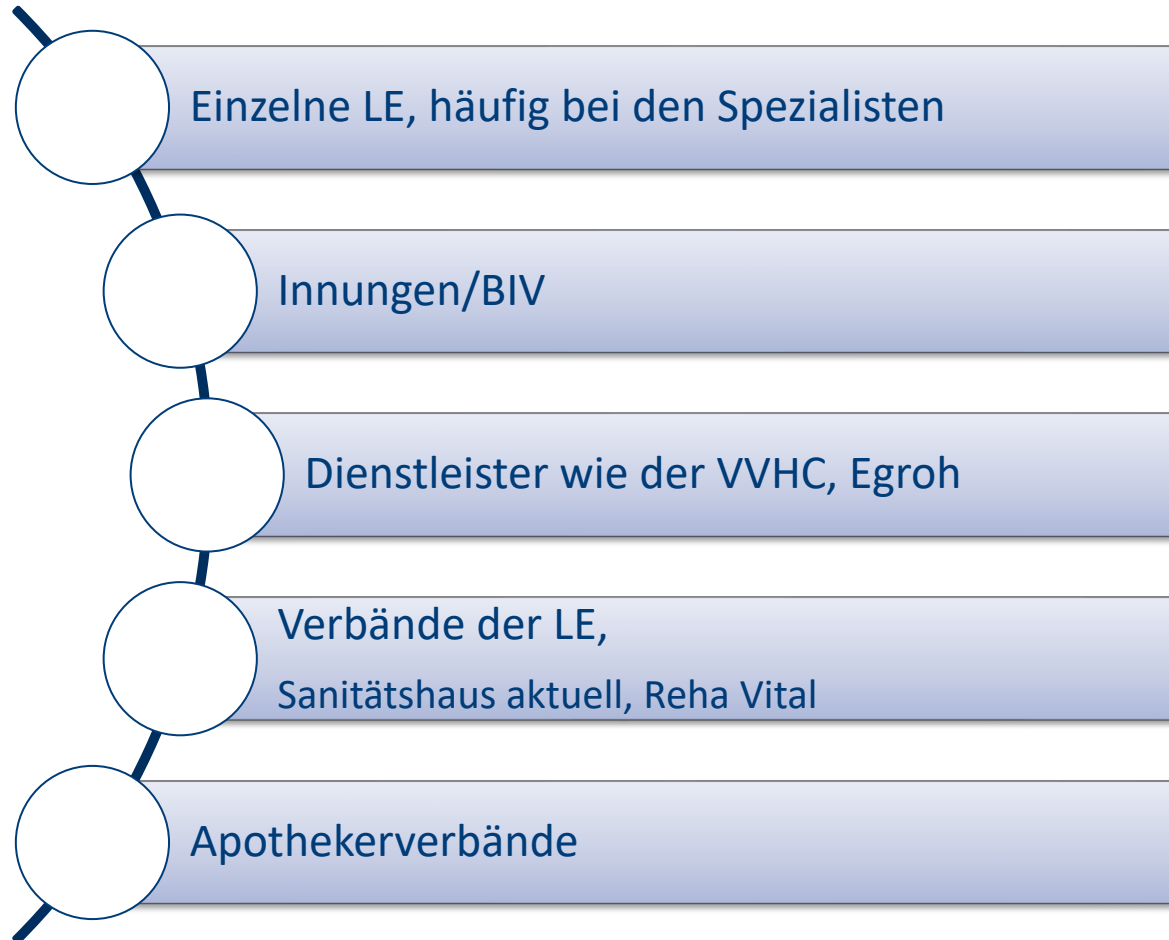 Einzelne LE, häufig bei den Spezialisten
Innungen/BIV
Dienstleister wie der VVHC, Egroh
Verbände der LE,
Sanitätshaus aktuell, Reha Vital
Apothekerverbände